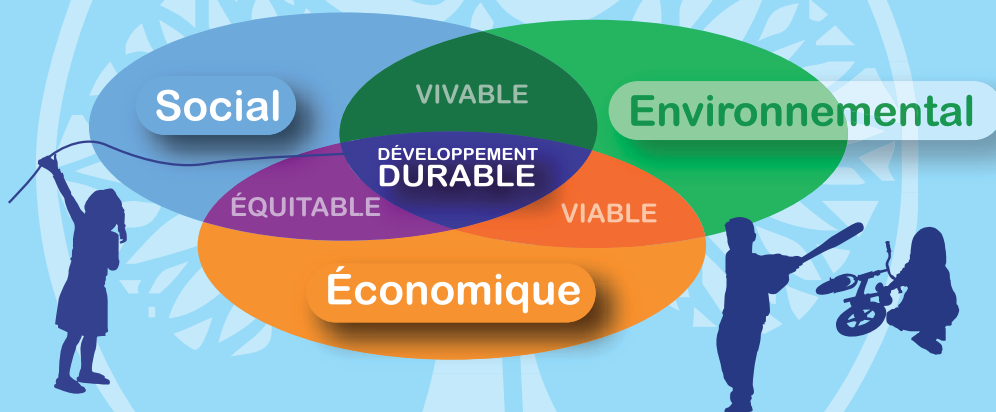 VIVABLE
Social
Environnemental
DÉVELOPPEMENT
DURABLE
ÉQUITABLE
VIABLE
Économique